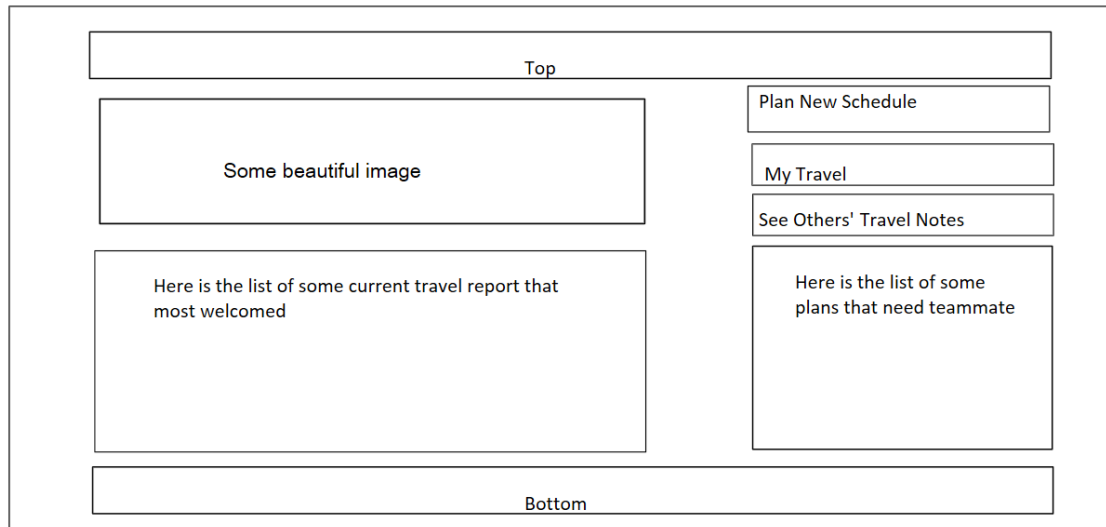 Top
Some beautiful image
Plan New Schedule
My Travel
See Others' Travel Notes
Here is the list of some current travel report that
most welcomed
Here is the list of some
plans that need teammate
Bottom